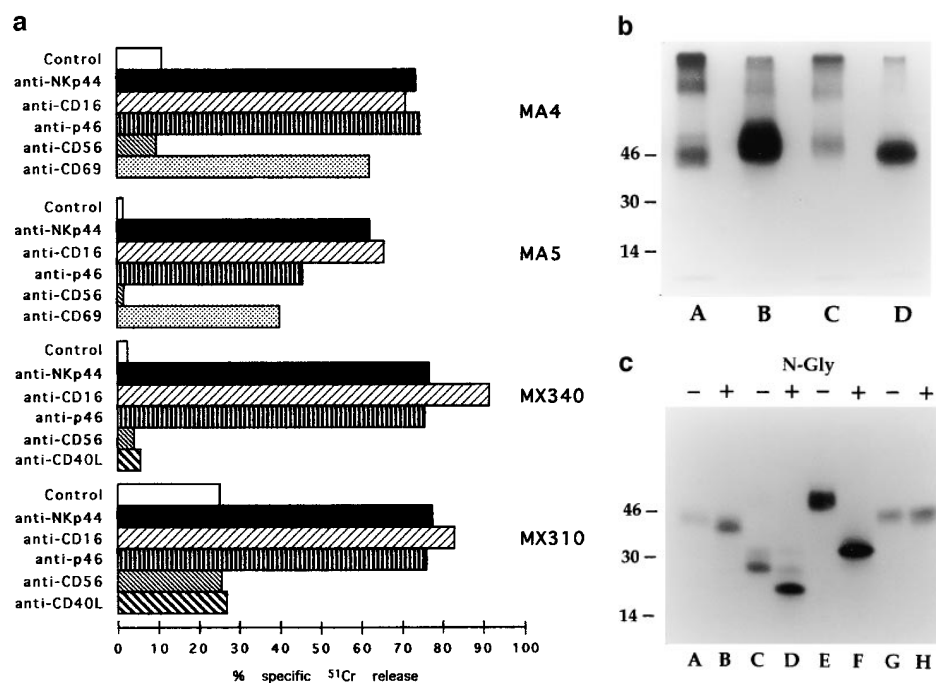 a
Control
anti-NKp44
anti-CD16
anti-p46
anti-CD56
anti-CD69
MA4
Control
anti-NKp44
anti-CD16
anti-p46
anti-CD56
anti-CD69
MA5
Control
anti-NKp44
anti-CD16
anti-p46
anti-CD56
anti-CD40L
MX340
Control
anti-NKp44
anti-CD16
anti-p46
anti-CD56
anti-CD40L
MX310
0 10 20 30 40 50 60 70 80 90 100
% specific ⁵¹Cr release
b
46 –
30 –
14 –
A B C D
c
N-Gly
– + – + – + – +
46 –
30 –
14 –
A B C D E F G H